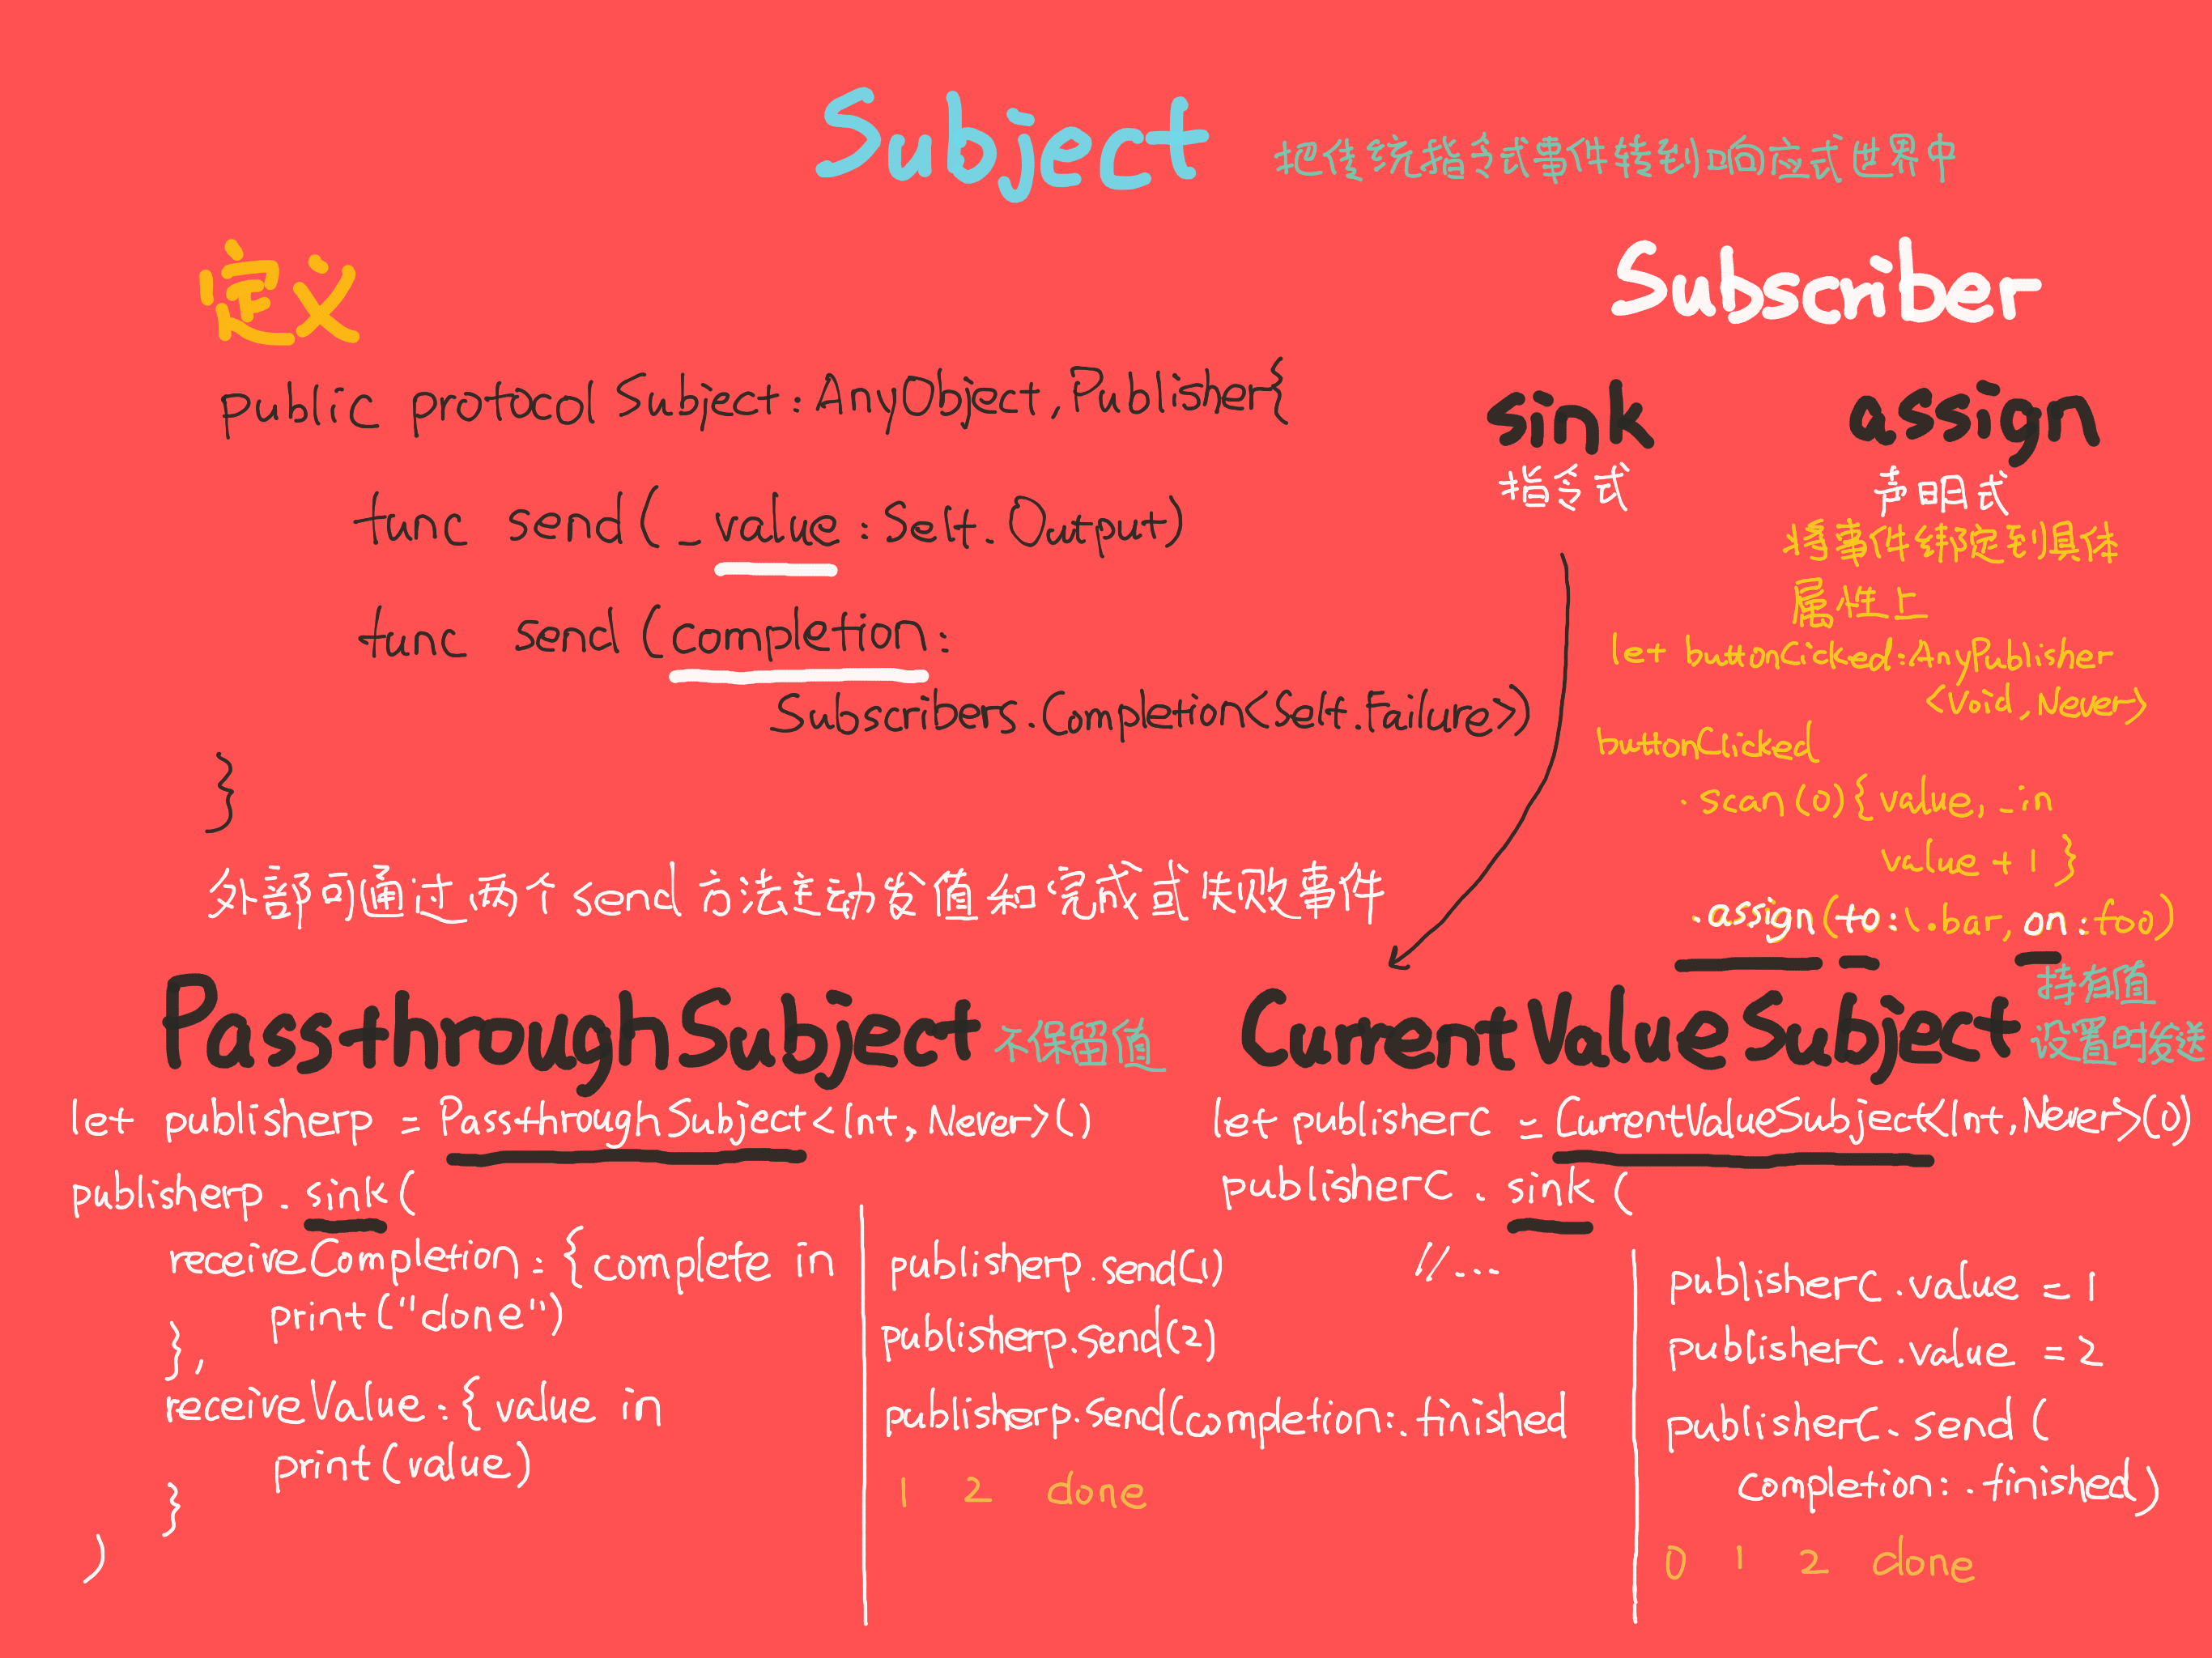 Subject 把传统指令式事件转到响应式世界中
定义
public protocol Subject:AnyObject,Publisher{
func send(_value:Self.Output)
func send(completion:
Subscribers.Completion<Self.Failure>)
}
外部可通过两个send方法主动发值和完成或失败事件
Subscriber
sink
指令式
assign
声明式
将事件绑定到具体
属性上
let buttonCicked:AnyPublisher
<Void,Never>
buttonClicked
.scan(0){value,_in
value+1}
.assign(to:\.bar,on:foo)
PassthroughSubject 不保留值
let publisherp = PassthroughSubject<Int,Never>()
publisherp.sink(
receiveCompletion:{complete in
print("done")
},
receiveValue:{value in
print(value)
}
)
publisherp.send(1)
publisherp.send(2)
publisherp.send(completion:.finished
1 2 done
CurrentValueSubject 持有值
设置时发送
let publisherC = CurrentValueSubject<Int,Never>(0)
publisherC.sink(
//...
publisherC.value = 1
publisherC.value = 2
publisherC.send(
completion:.finished)
0 1 2 done